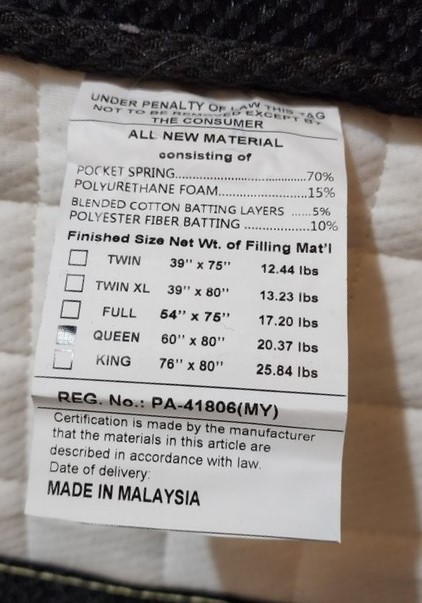 UNDER PENALTY OF LAW THIS TAG
NOT TO BE REMOVED EXCEPT BY
THE CONSUMER
ALL NEW MATERIAL
consisting of
POCKET SPRING..............................70%
POLYURETHANE FOAM....................15%
BLENDED COTTON BATTING LAYERS ......5%
POLYESTER FIBER BATTING ...............10%
Finished Size Net Wt. of Filling Mat'l
TWIN 39'' x 75'' 12.44 lbs
TWIN XL 39'' x 80'' 13.23 lbs
FULL 54'' x 75'' 17.20 lbs
QUEEN 60'' x 80'' 20.37 lbs
KING 76'' x 80'' 25.84 lbs
REG. No.: PA-41806(MY)
Certification is made by the manufacturer
that the materials in this article are
described in accordance with law.
Date of delivery:
MADE IN MALAYSIA